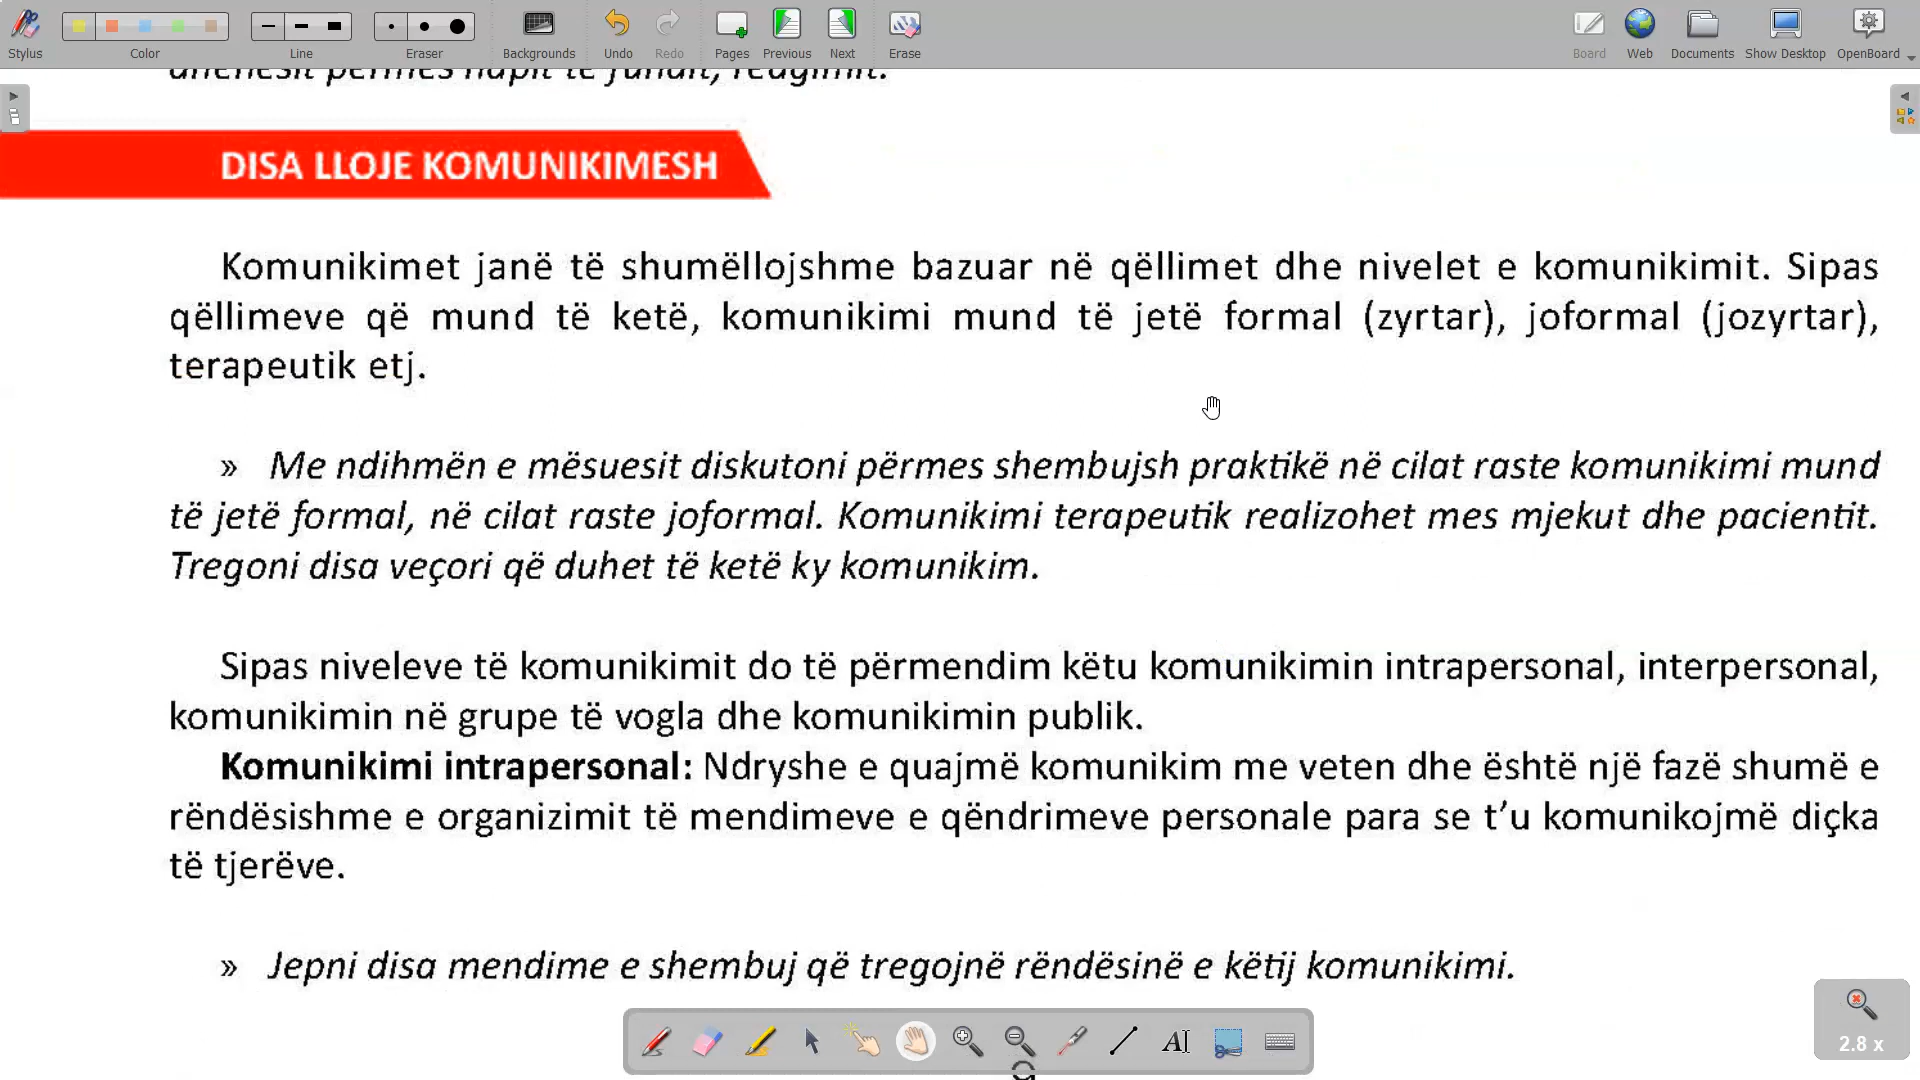 Stylus
Color
Line
Eraser
Backgrounds
Undo
Redo
Pages
Previous
Next
Erase
Board
Web
Documents
Show Desktop
OpenBoard
DISA LLOJE KOMUNIKIMESH
Komunikimet janë të shumëllojshme bazuar në qëllimet dhe nivelet e komunikimit. Sipas
qëllimeve që mund të ketë, komunikimi mund të jetë formal (zyrtar), joformal (jozyrtar),
terapeutik etj.
» Me ndihmën e mësuesit diskutoni përmes shembujsh praktikë në cilat raste komunikimi mund
të jetë formal, në cilat raste joformal. Komunikimi terapeutik realizohet mes mjekut dhe pacientit.
Tregoni disa veçori që duhet të ketë ky komunikim.
Sipas niveleve të komunikimit do të përmendim këtu komunikimin intrapersonal, interpersonal,
komunikimin në grupe të vogla dhe komunikimin publik.
Komunikimi intrapersonal: Ndryshe e quajmë komunikim me veten dhe është një fazë shumë e
rëndësishme e organizimit të mendimeve e qëndrimeve personale para se t’u komunikojmë diçka
të tjerëve.
» Jepni disa mendime e shembuj që tregojnë rëndësinë e këtij komunikimi.
2.8 x